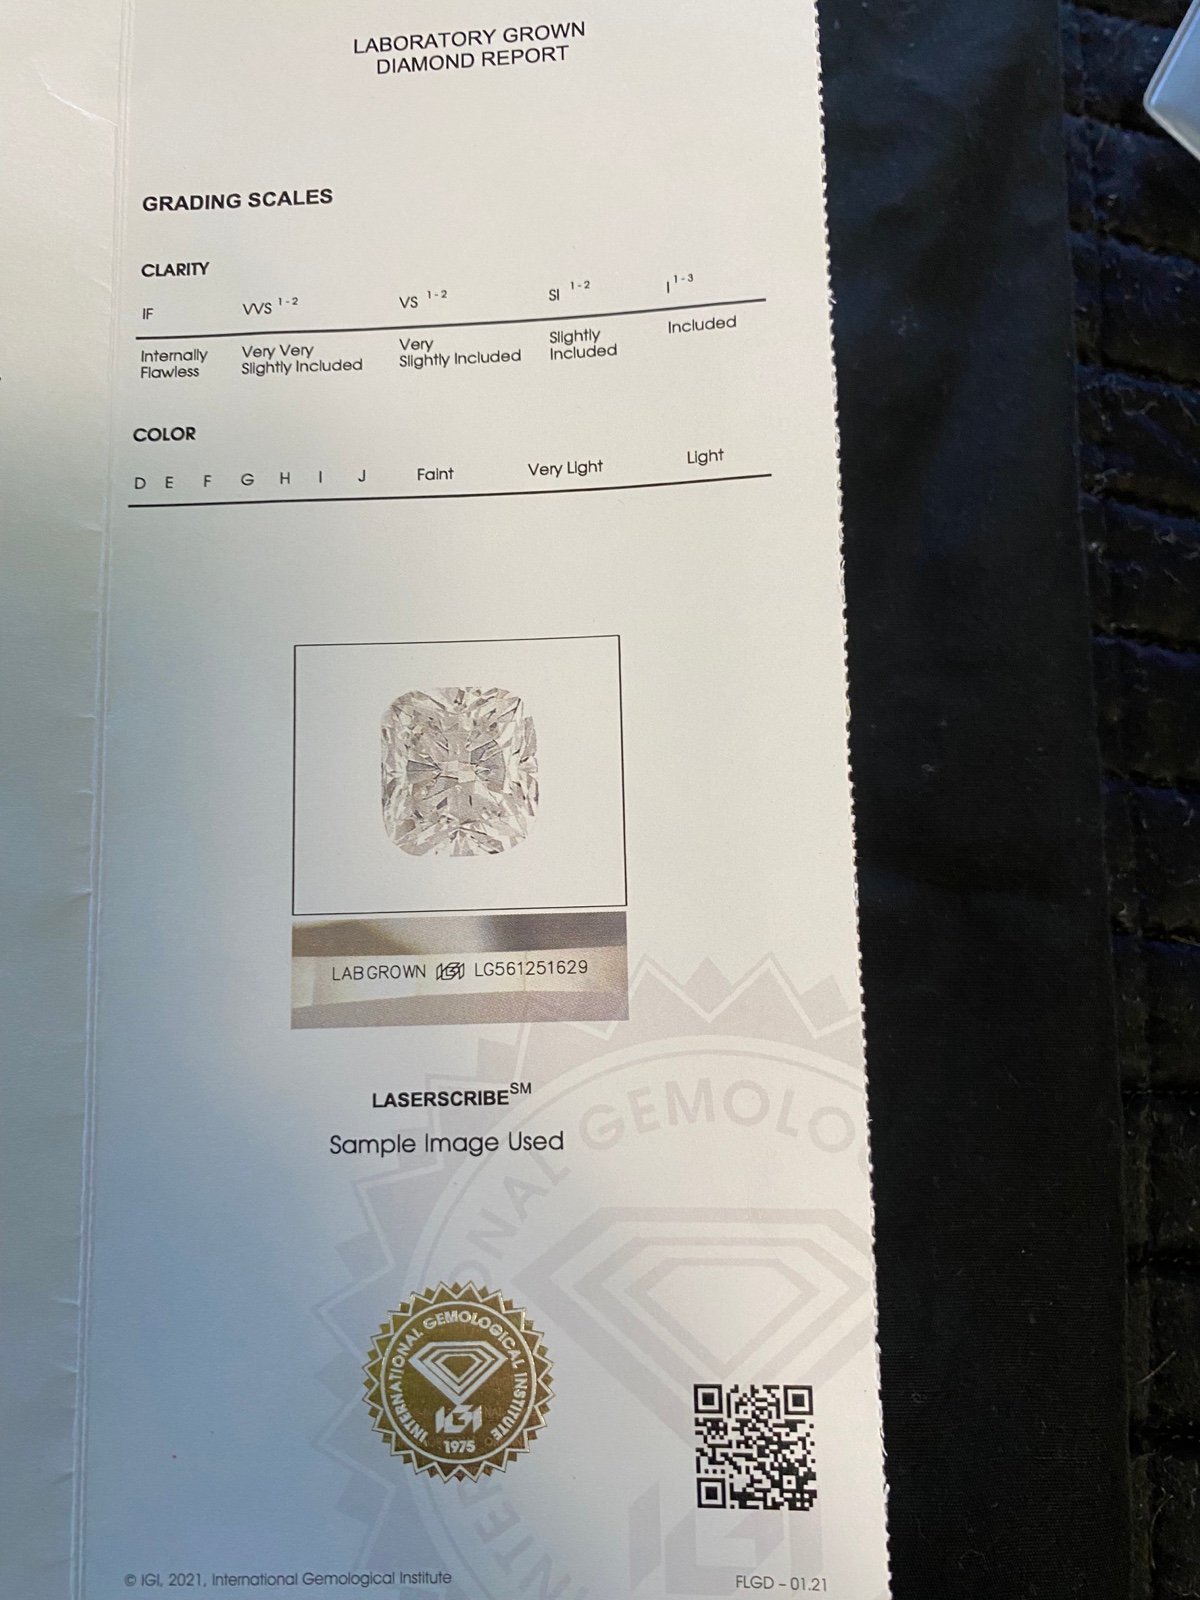 LABORATORY GROWN
DIAMOND REPORT
GRADING SCALES
CLARITY
IF VVS 1-2 VS 1-2 SI 1-2 I 1-3
Internally Flawless Very Very Slightly Included Very Slightly Included Slightly Included Included
COLOR
D E F G H I J Faint Very Light Light
LABGROWN IGI LG561251629
LASERSCRIBE℠
Sample Image Used
INTERNATIONAL GEMOLOGICAL INSTITUTE
IGI
1975
© IGI, 2021, International Gemological Institute
FLGD – 01.21